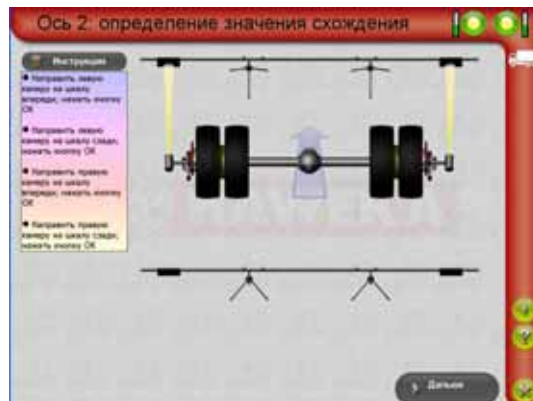 Ось 2: определение значения схождения
Инструкция
Направить левую
камеру на шкалу
впереди; нажать кнопку
OK
Направить левую
камеру на шкалу сзади;
нажать кнопку OK
Направить правую
камеру на шкалу
впереди; нажать кнопку
OK
Направить правую
камеру на шкалу сзади;
нажать кнопку OK
Дальше